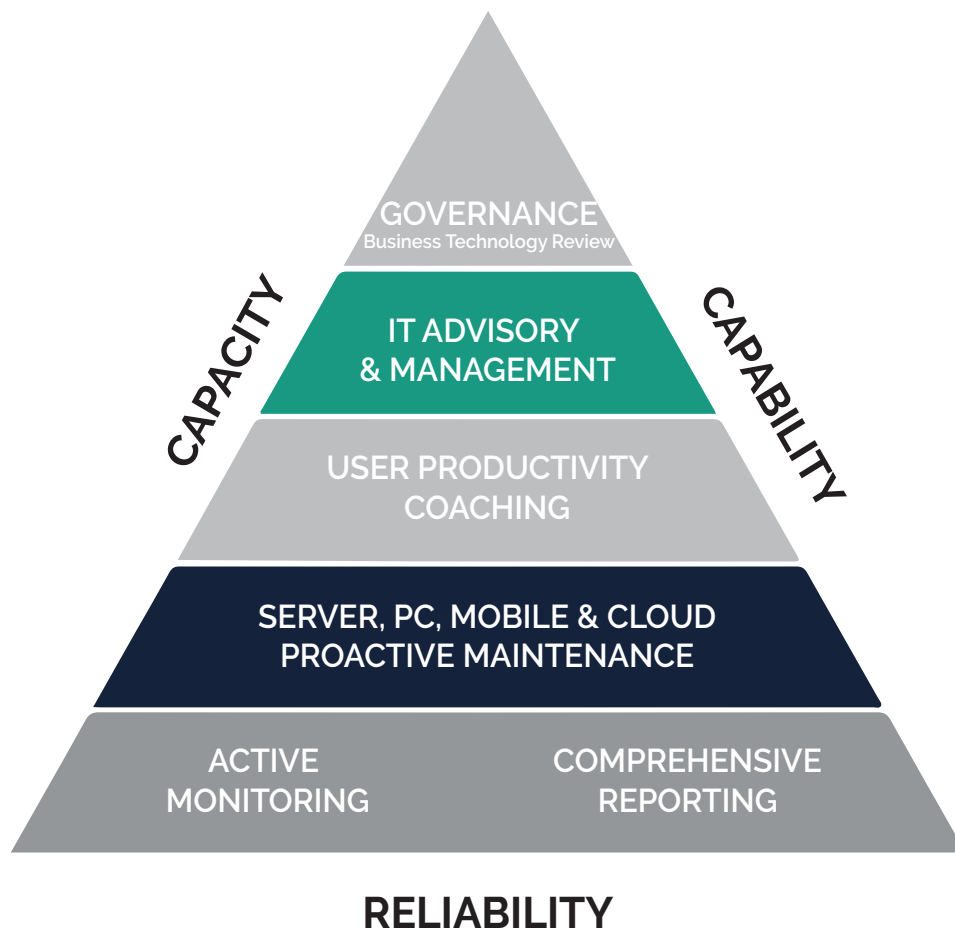 GOVERNANCE
Business Technology Review
CAPACITY
CAPABILITY
IT ADVISORY
& MANAGEMENT
USER PRODUCTIVITY
COACHING
SERVER, PC, MOBILE & CLOUD
PROACTIVE MAINTENANCE
ACTIVE
MONITORING
COMPREHENSIVE
REPORTING
RELIABILITY